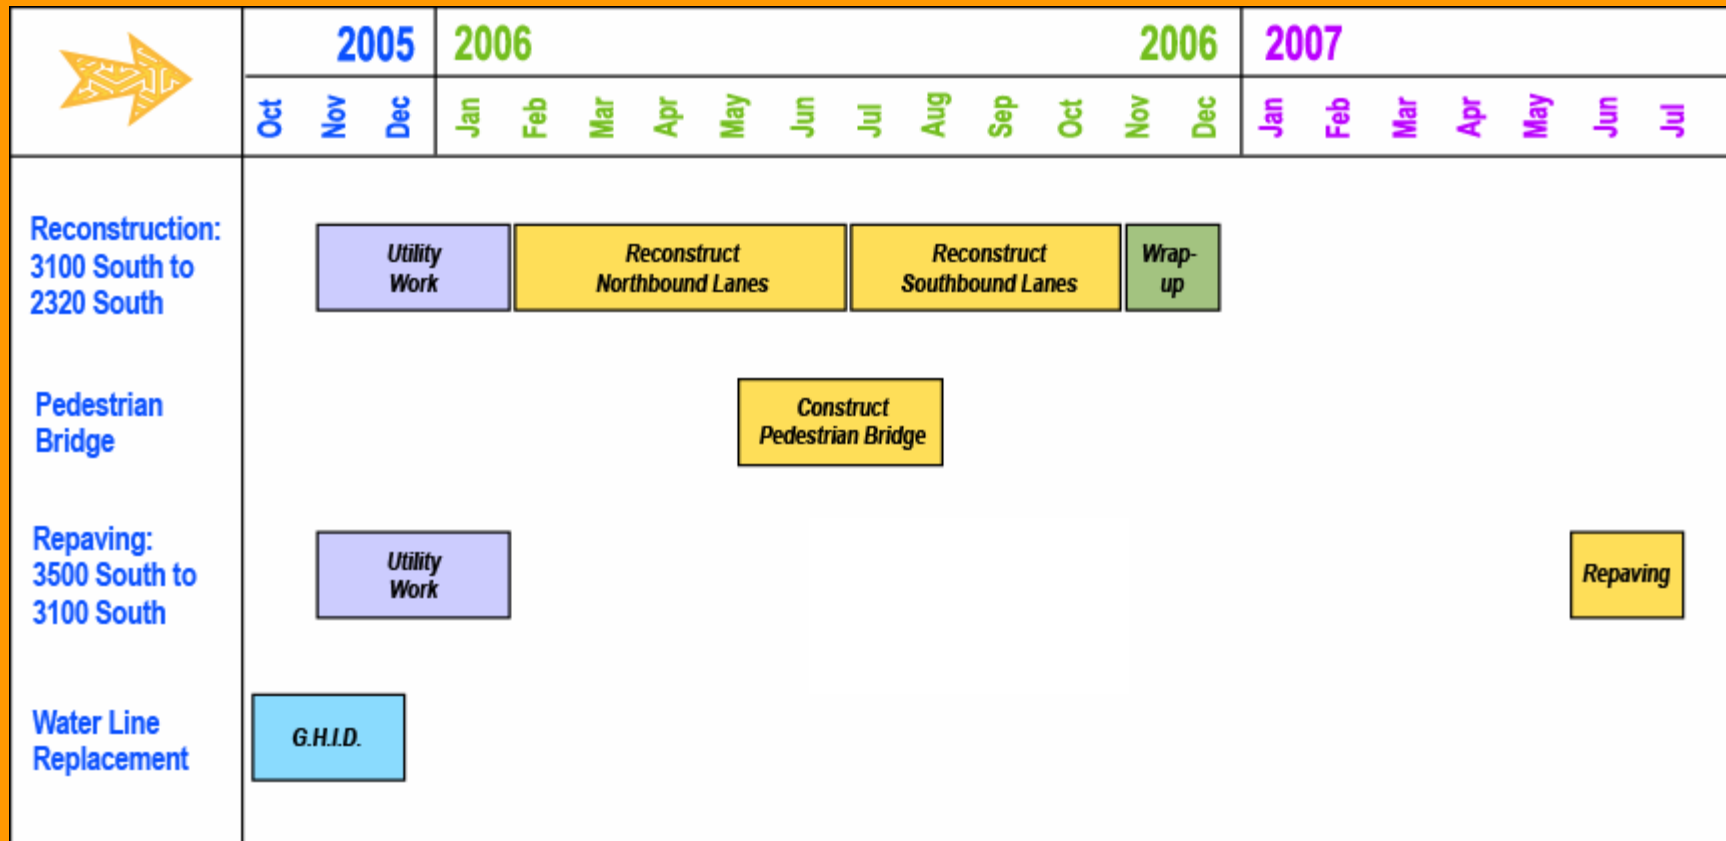 2005
2006
2006
2007
Oct
Nov
Dec
Jan
Feb
Mar
Apr
May
Jun
Jul
Aug
Sep
Oct
Nov
Dec
Jan
Feb
Mar
Apr
May
Jun
Jul
Reconstruction:
3100 South to
2320 South
Utility
Work
Reconstruct
Northbound Lanes
Reconstruct
Southbound Lanes
Wrap-
up
Pedestrian
Bridge
Construct
Pedestrian Bridge
Repaving:
3500 South to
3100 South
Utility
Work
Repaving
Water Line
Replacement
G.H.I.D.